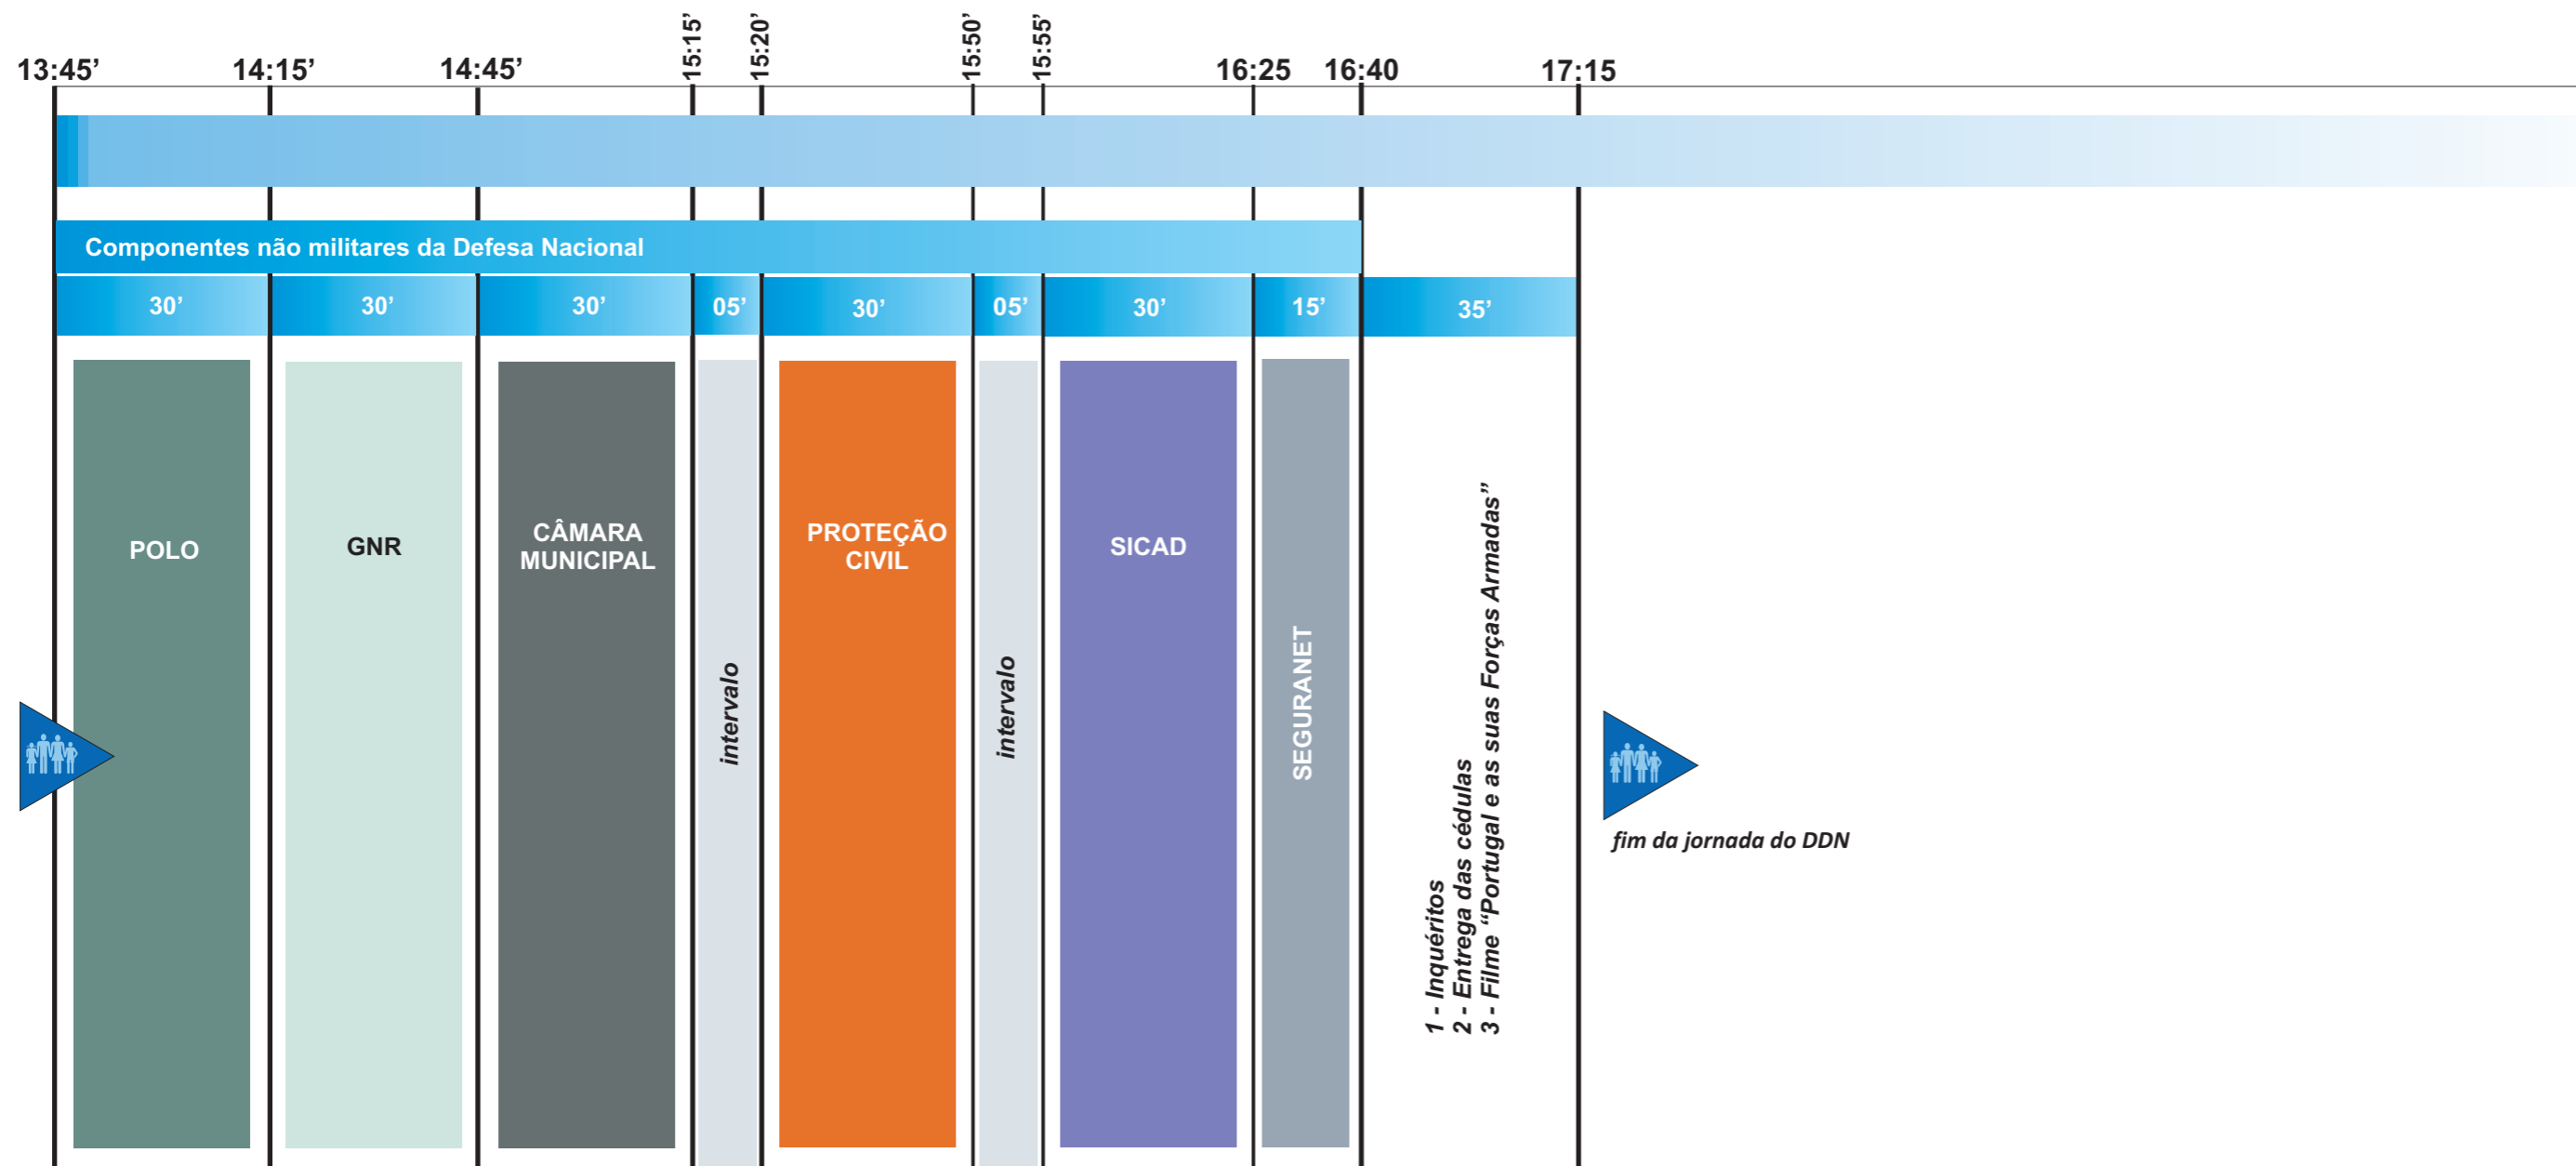 13:45’
14:15’
14:45’
15:15’
15:20’
15:50’
15:55’
16:25
16:40
17:15
Componentes não militares da Defesa Nacional
30’
30’
30’
05’
30’
05’
30’
15’
35’
POLO
GNR
CÂMARA
MUNICIPAL
intervalo
PROTEÇÃO
CIVIL
intervalo
SICAD
SEGURANET
1 - Inquéritos
2 - Entrega das cédulas
3 - Filme “Portugal e as suas Forças Armadas”
fim da jornada do DDN